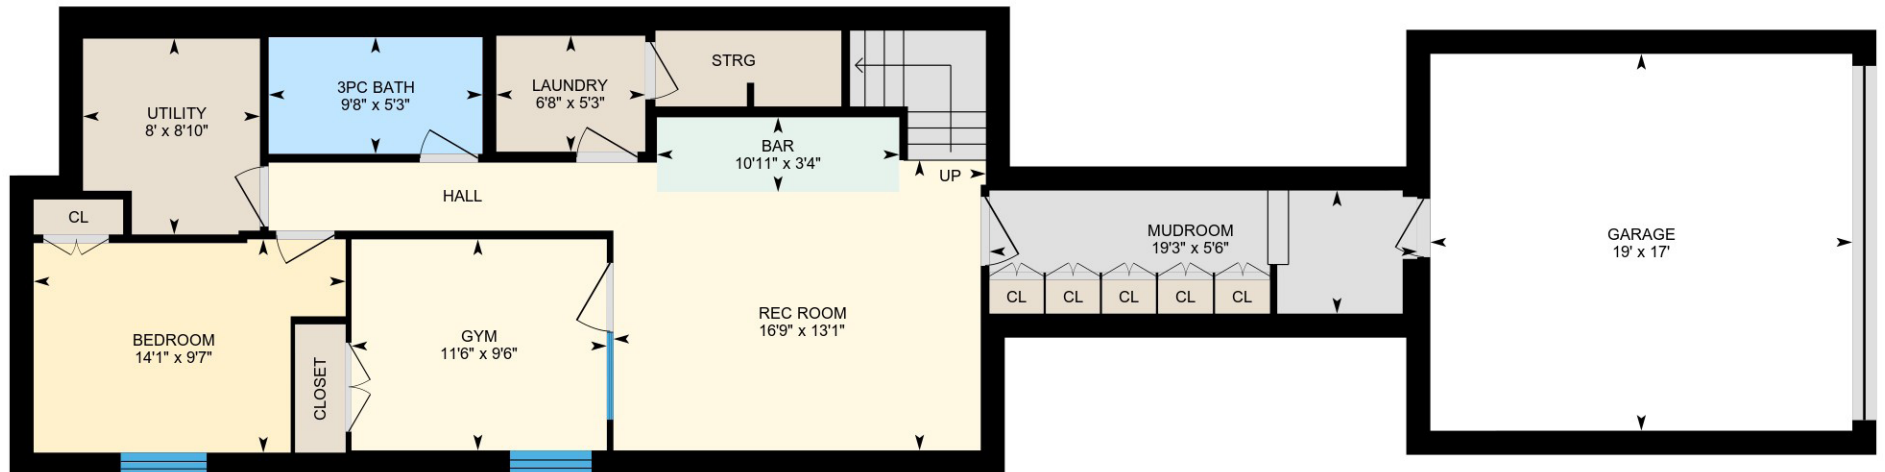 UTILITY
8' x 8'10"
3PC BATH
9'8" x 5'3"
LAUNDRY
6'8" x 5'3"
STRG
BAR
10'11" x 3'4"
UP
CL
HALL
MUDROOM
19'3" x 5'6"
GARAGE
19' x 17'
CL
CL
CL
CL
CL
BEDROOM
14'1" x 9'7"
CLOSET
GYM
11'6" x 9'6"
REC ROOM
16'9" x 13'1"